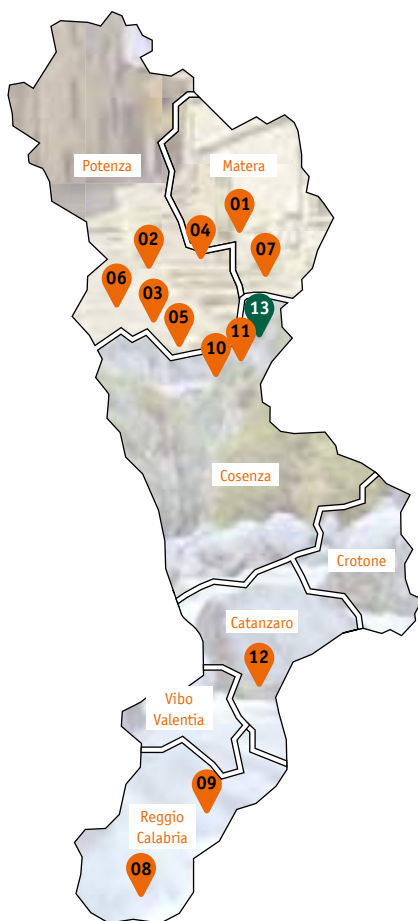 Potenza
Matera
01
02
04
07
06
03
13
05
11
10
Cosenza
Crotone
Catanzaro
12
Vibo
Valentia
09
Reggio
Calabria
08